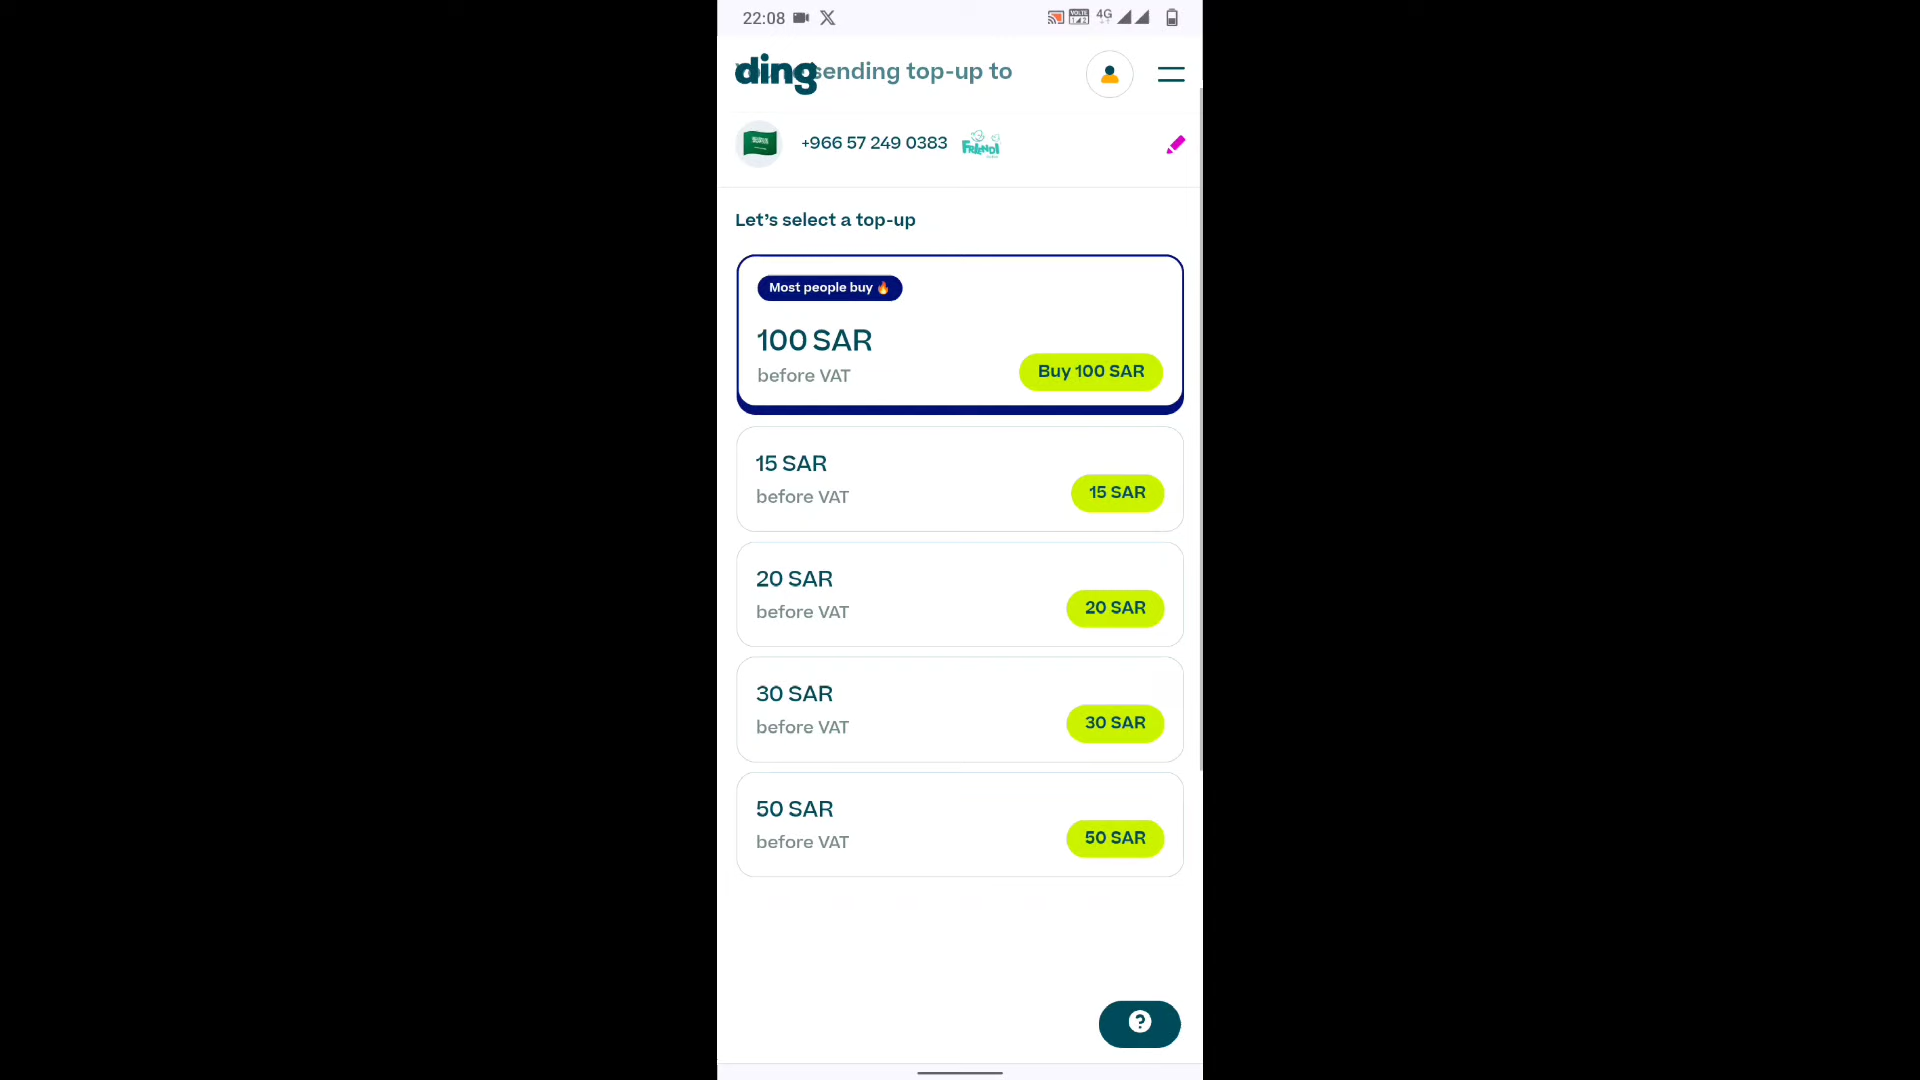 22:08
4G
ding
sending top-up to
+966 57 249 0383
FRiENDi
Let's select a top-up
Most people buy 🔥
100 SAR
before VAT
Buy 100 SAR
15 SAR
before VAT
15 SAR
20 SAR
before VAT
20 SAR
30 SAR
before VAT
30 SAR
50 SAR
before VAT
50 SAR